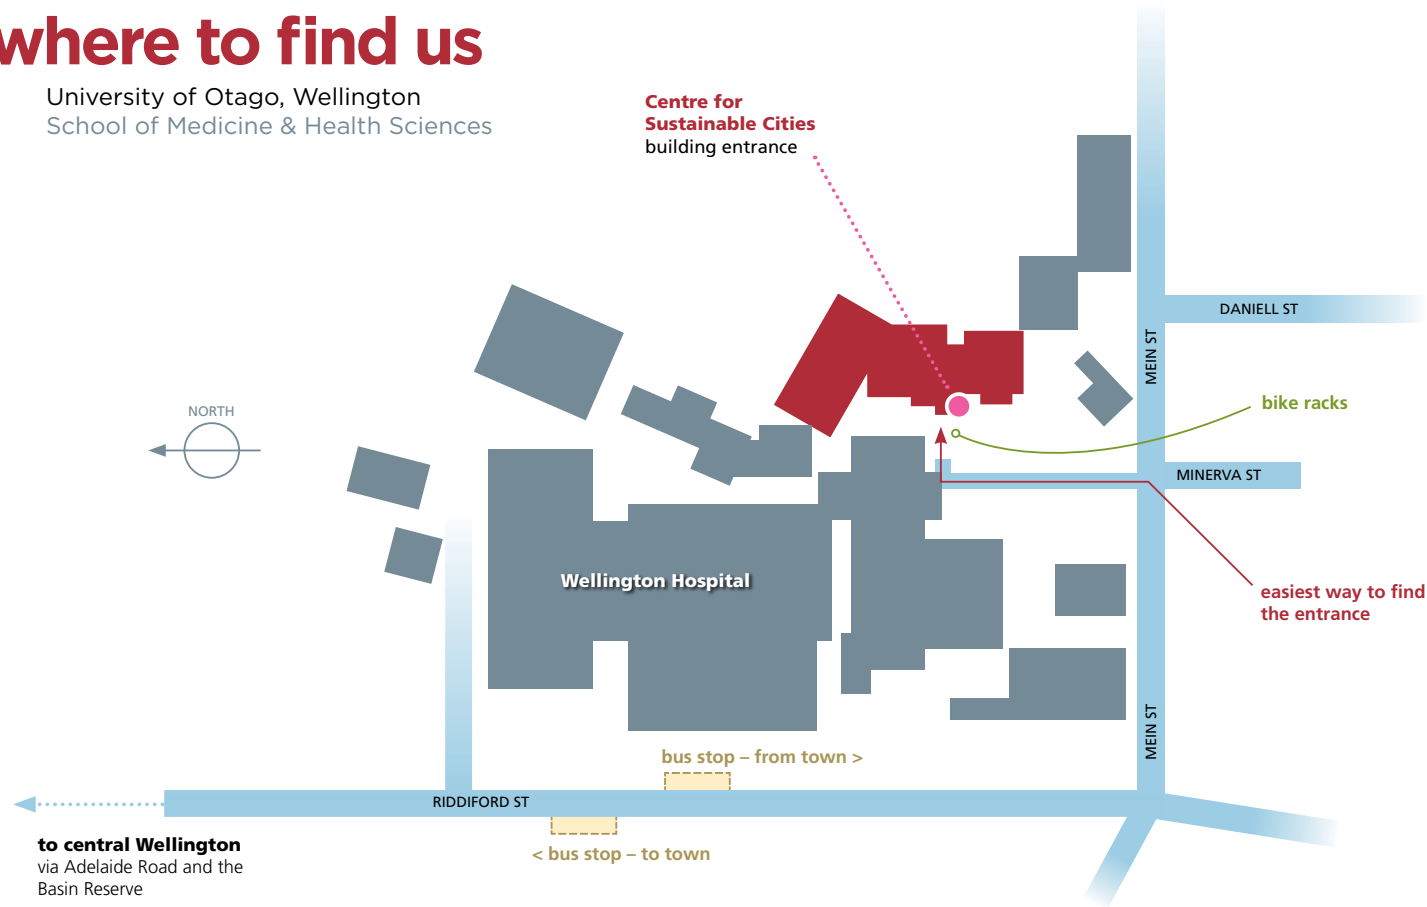 where to find us
University of Otago, Wellington
School of Medicine & Health Sciences
Centre for
Sustainable Cities
building entrance
DANIELL ST
MEIN ST
NORTH
bike racks
MINERVA ST
Wellington Hospital
easiest way to find
the entrance
MEIN ST
bus stop – from town >
RIDDIFORD ST
to central Wellington
via Adelaide Road and the
Basin Reserve
< bus stop – to town